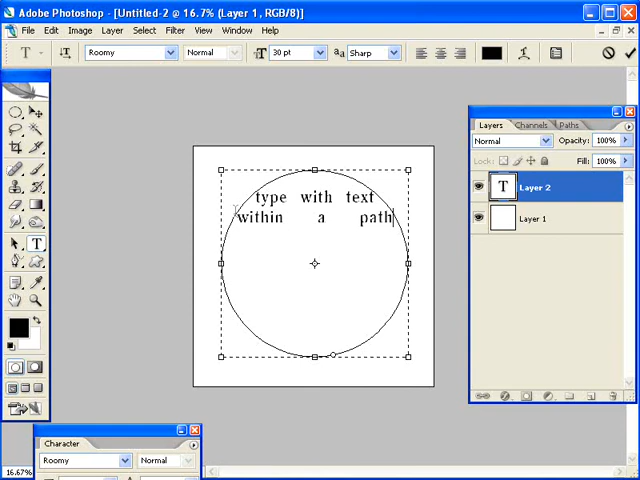 Adobe Photoshop - [Untitled-2 @ 16.7% (Layer 1, RGB/8)]
File Edit Image Layer Select Filter View Window Help
T Roomy Normal T 30 pt aa Sharp
Layers Channels Paths
Normal Opacity: 100%
Lock: Fill: 100%
T Layer 2
Layer 1
type with text
within a path
T
Character
Roomy Normal
16.67%